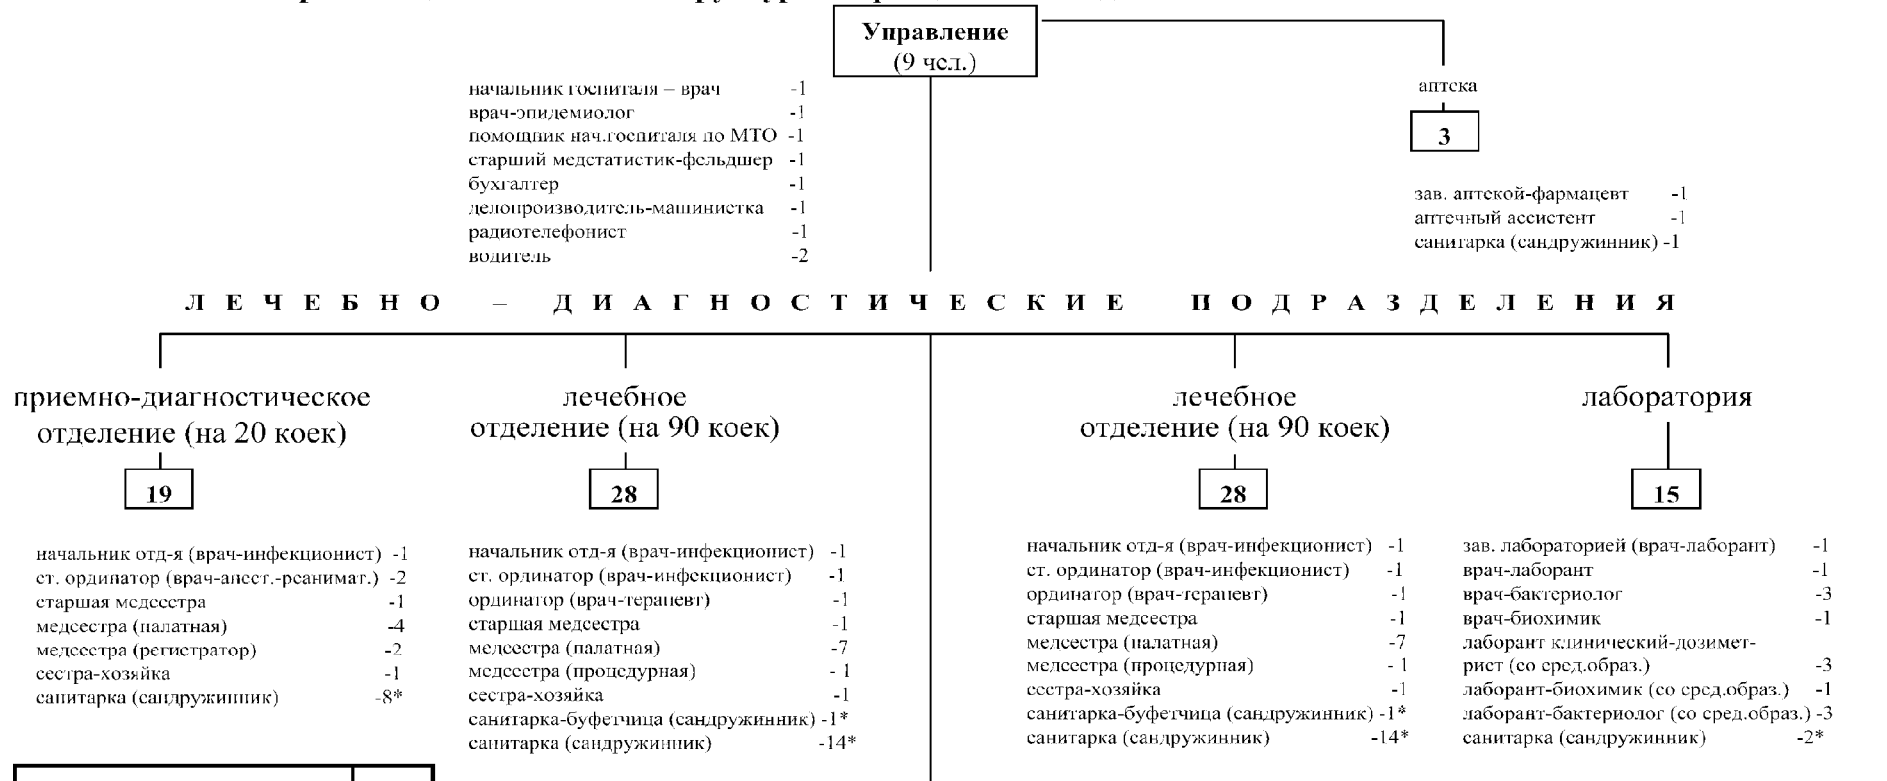 Управление
(9 чел.)
начальник госпиталя – врач -1
врач-эпидемиолог -1
помощник нач.госпиталя по МТО -1
старший медстатистик-фельдшер -1
бухгалтер -1
делопроизводитель-машинистка -1
радиотелефонист -1
водитель -2
аптека
3
зав. аптекой-фармацевт -1
аптечный ассистент -1
санитарка (сандружинник) -1
ЛЕЧЕБНО – ДИАГНОСТИЧЕСКИЕ ПОДРАЗДЕЛЕНИЯ
приемно-диагностическое
отделение (на 20 коек)
19
начальник отд-я (врач-инфекционист) -1
ст. ординатор (врач-анест.-реанимат.) -2
старшая медсестра -1
медсестра (палатная) -4
медсестра (регистратор) -2
сестра-хозяйка -1
санитарка (сандружинник) -8*
лечебное
отделение (на 90 коек)
28
начальник отд-я (врач-инфекционист) -1
ст. ординатор (врач-инфекционист) -1
ординатор (врач-терапевт) -1
старшая медсестра -1
медсестра (палатная) -7
медсестра (процедурная) - 1
сестра-хозяйка -1
санитарка-буфетчица (сандружинник) -1*
санитарка (сандружинник) -14*
лечебное
отделение (на 90 коек)
28
начальник отд-я (врач-инфекционист) -1
ст. ординатор (врач-инфекционист) -1
ординатор (врач-терапевт) -1
старшая медсестра -1
медсестра (палатная) -7
медсестра (процедурная) - 1
сестра-хозяйка -1
санитарка-буфетчица (сандружинник) -1*
санитарка (сандружинник) -14*
лаборатория
15
зав. лабораторией (врач-лаборант) -1
врач-лаборант -1
врач-бактериолог -3
врач-биохимик -1
лаборант клинический-дозимет-
рист (со сред.образ.) -3
лаборант-биохимик (со сред.образ.) -1
лаборант-бактериолог (со сред.образ.) -3
санитарка (сандружинник) -2*